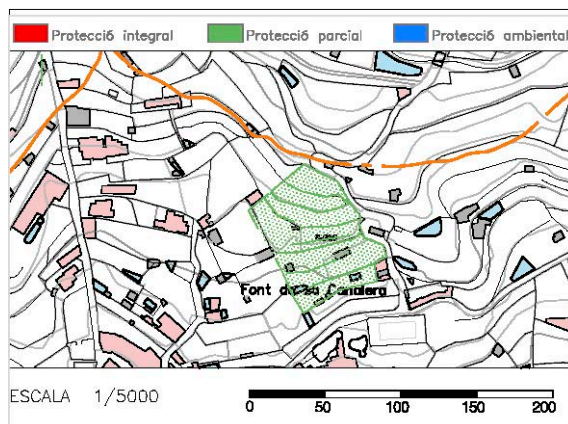 Protecció integral Protecció parcial Protecció ambiental
Font de Sa Canalera
ESCALA 1/5000
0 50 100 150 200